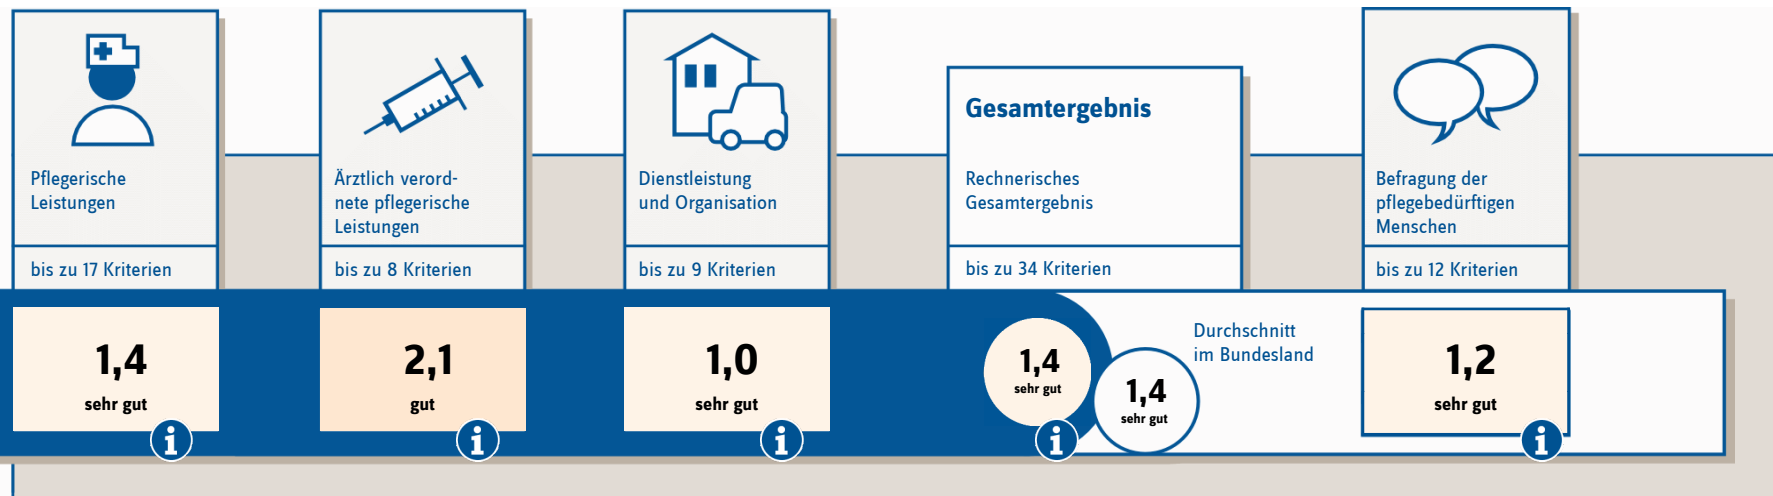 Pflegerische
Leistungen
bis zu 17 Kriterien
1,4
sehr gut
i
Ärztlich verord-
nete pflegerische
Leistungen
bis zu 8 Kriterien
2,1
gut
i
Dienstleistung
und Organisation
bis zu 9 Kriterien
1,0
sehr gut
i
Gesamtergebnis
Rechnerisches
Gesamtergebnis
bis zu 34 Kriterien
1,4
sehr gut
i
Durchschnitt
im Bundesland
1,4
sehr gut
Befragung der
pflegebedürftigen
Menschen
bis zu 12 Kriterien
1,2
sehr gut
i